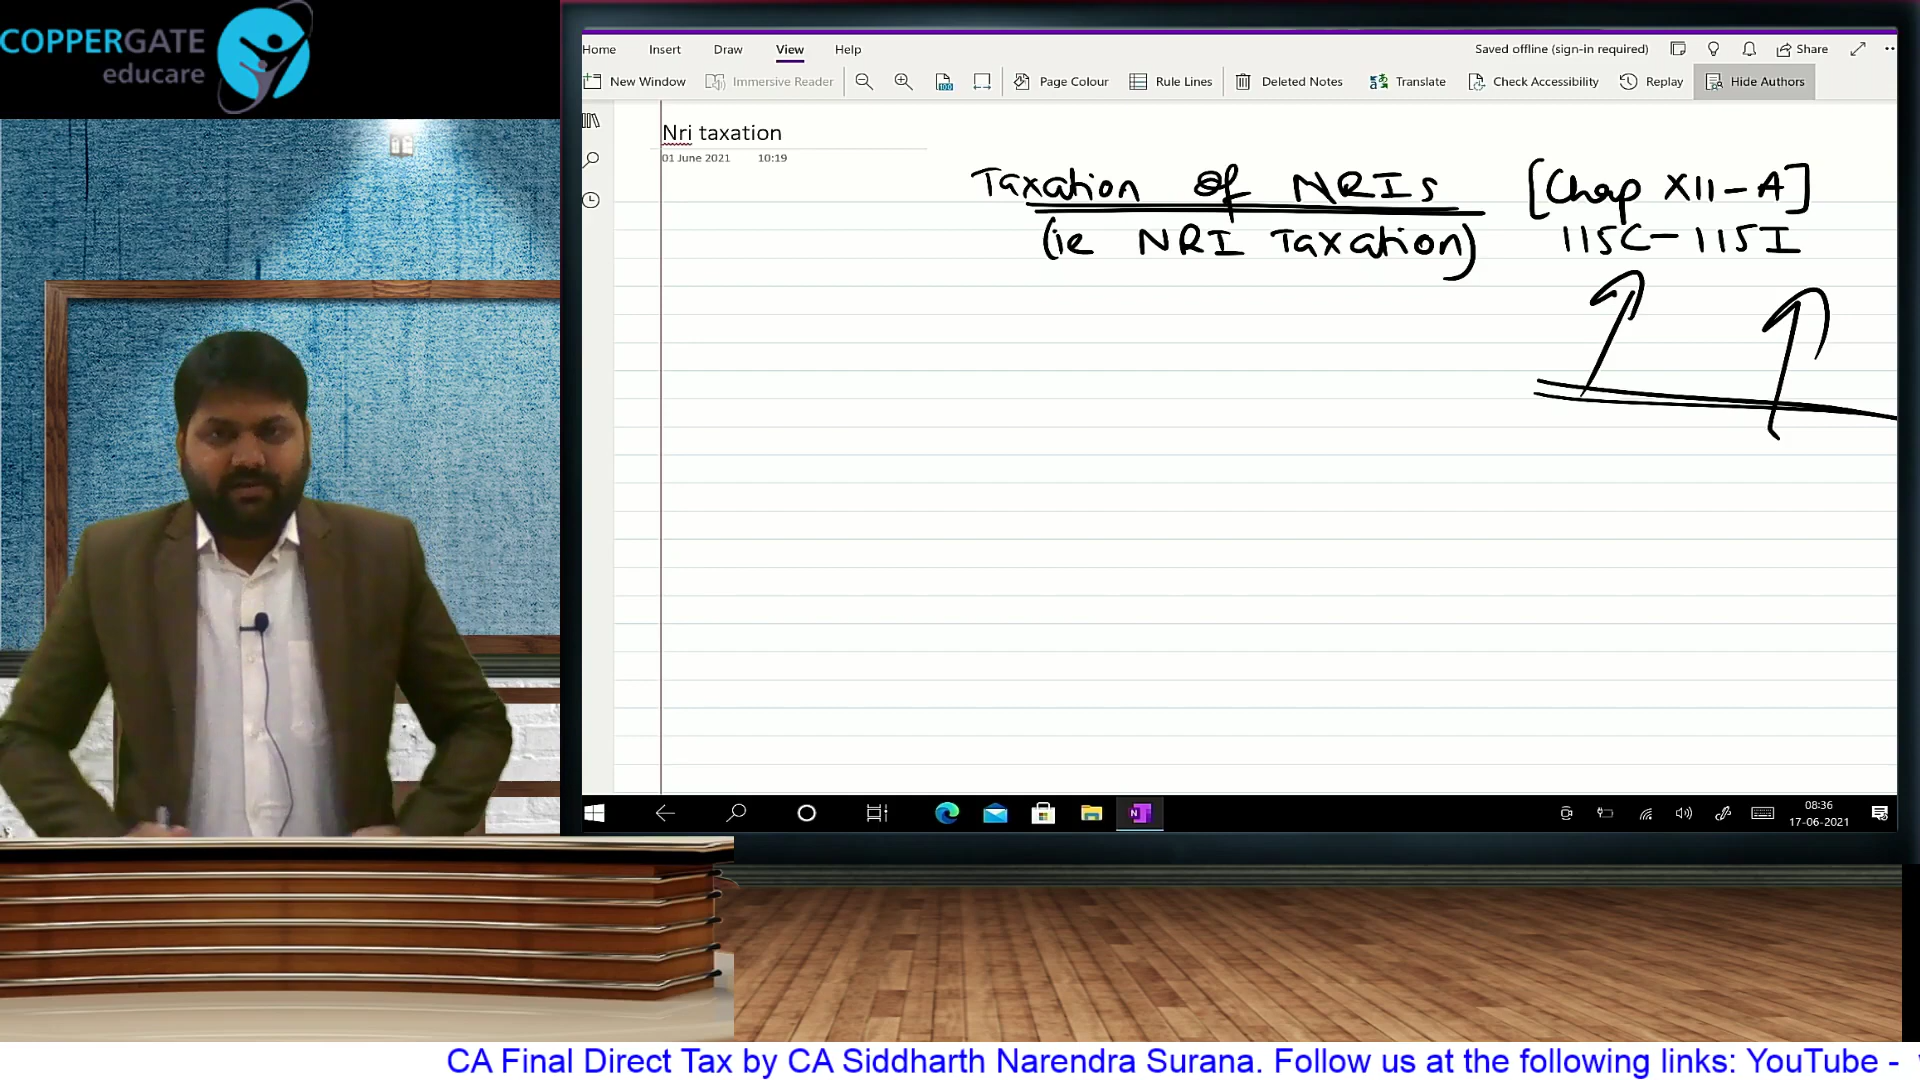 COPPERGATE
educare
Home Insert Draw View Help
Saved offline (sign-in required) Share
New Window Immersive Reader Page Colour Rule Lines Deleted Notes Translate Check Accessibility Replay Hide Authors
Nri taxation
01 June 2021 10:19
Taxation of NRIs [Chap XII-A]
(ie NRI Taxation) 115C-115I
08:36
17-06-2021
CA Final Direct Tax by CA Siddharth Narendra Surana. Follow us at the following links: YouTube -